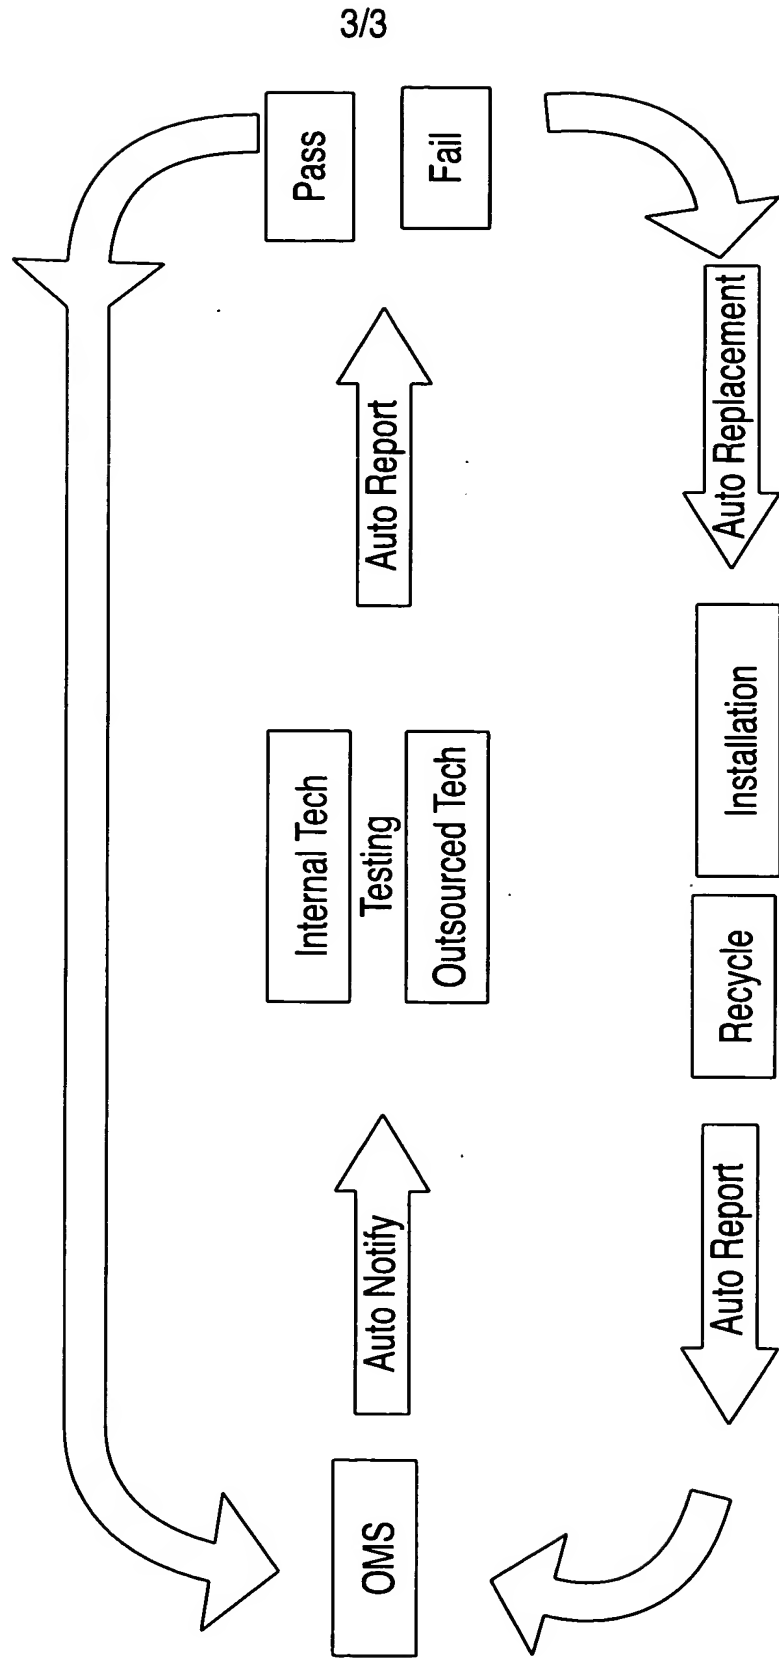 3/3
OMS
Auto Notify
Internal Tech
Testing
Outsourced Tech
Auto Report
Pass
Fail
Auto Replacement
Installation
Recycle
Auto Report